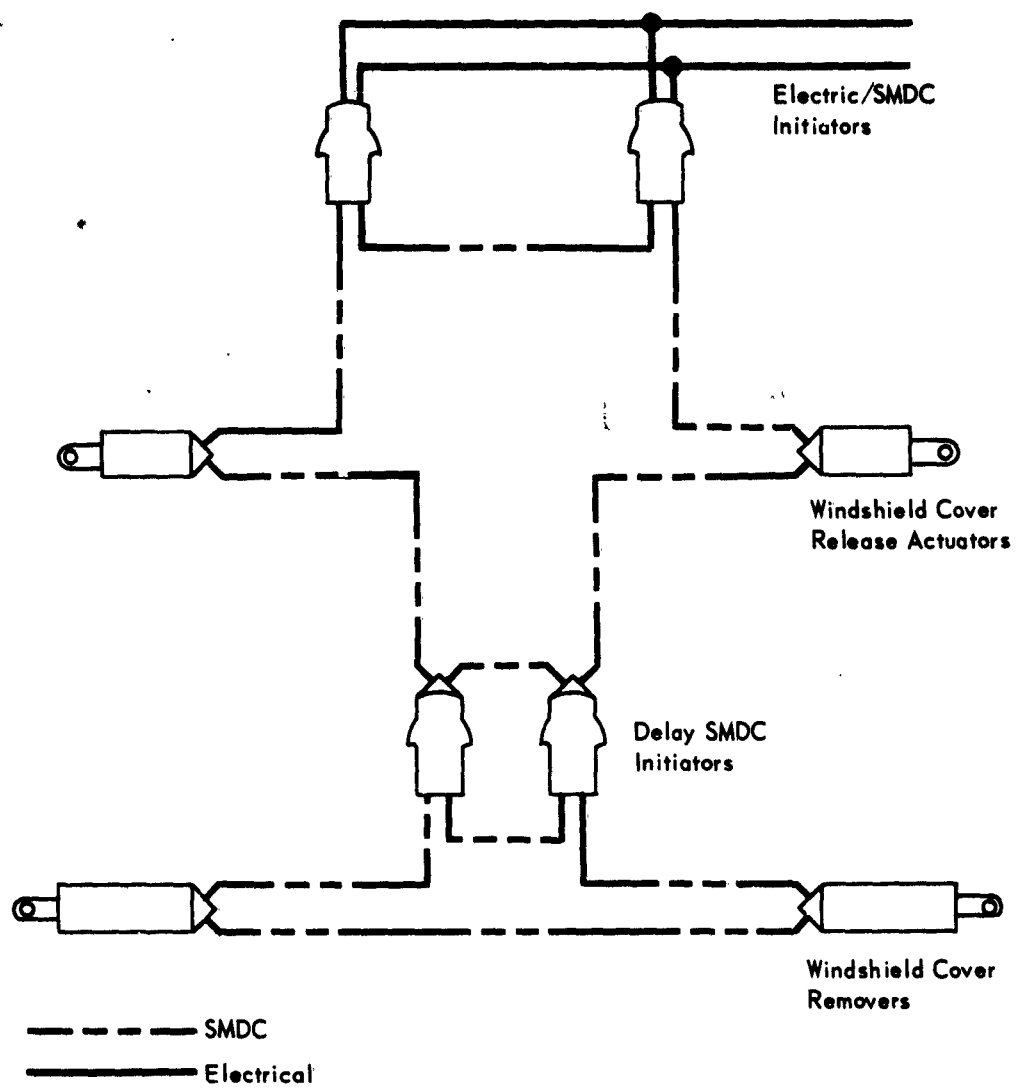 Electric/SMDC
Initiators
Windshield Cover
Release Actuators
Delay SMDC
Initiators
Windshield Cover
Removers
SMDC
Electrical